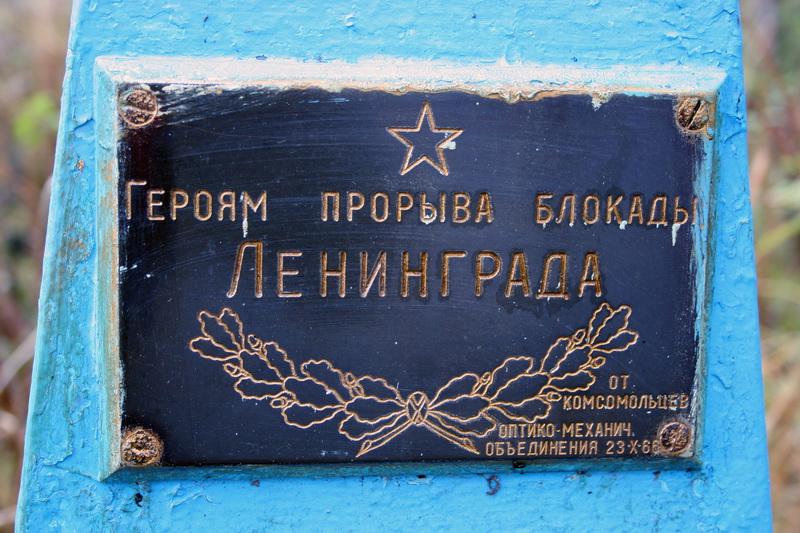 Героям прорыва блокады
Ленинграда
от
комсомольцев
оптико-механич.
объединения 23-X-66